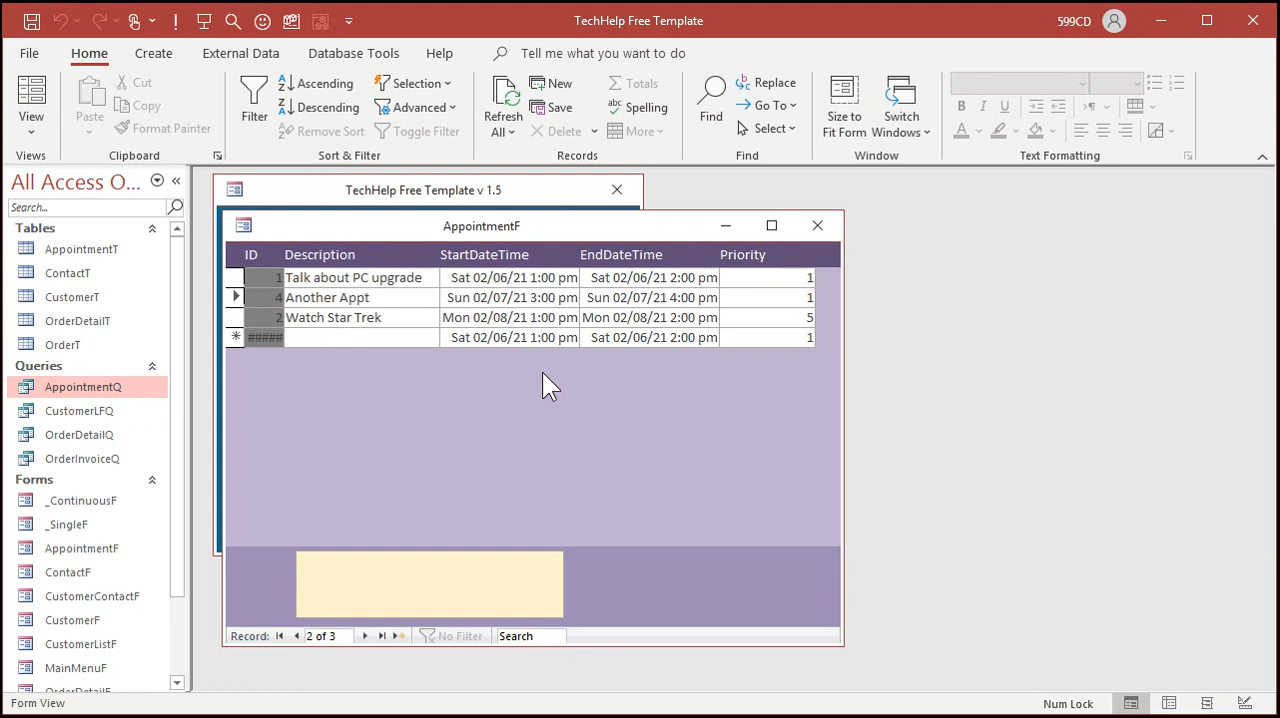 TechHelp Free Template
599CD
File
Home
Create
External Data
Database Tools
Help
Tell me what you want to do
View
Views
Paste
Cut
Copy
Format Painter
Clipboard
Filter
Ascending
Descending
Remove Sort
Selection
Advanced
Toggle Filter
Sort & Filter
Refresh All
New
Save
Delete
Totals
Spelling
More
Records
Find
Replace
Go To
Select
Find
Size to Fit Form
Switch Windows
Window
B I U
A
Text Formatting
All Access O...
Search...
Tables
AppointmentT
ContactT
CustomerT
OrderDetailT
OrderT
Queries
AppointmentQ
CustomerLFQ
OrderDetailQ
OrderInvoiceQ
Forms
_ContinuousF
_SingleF
AppointmentF
ContactF
CustomerContactF
CustomerF
CustomerListF
MainMenuF
OrderDetailF
TechHelp Free Template v 1.5
AppointmentF
ID Description StartDateTime EndDateTime Priority
1 Talk about PC upgrade Sat 02/06/21 1:00 pm Sat 02/06/21 2:00 pm 1
4 Another Appt Sun 02/07/21 3:00 pm Sun 02/07/21 4:00 pm 1
2 Watch Star Trek Mon 02/08/21 1:00 pm Mon 02/08/21 2:00 pm 5
* ##### Sat 02/06/21 1:00 pm Sat 02/06/21 2:00 pm 1
Record: 2 of 3 No Filter Search
Form View
Num Lock